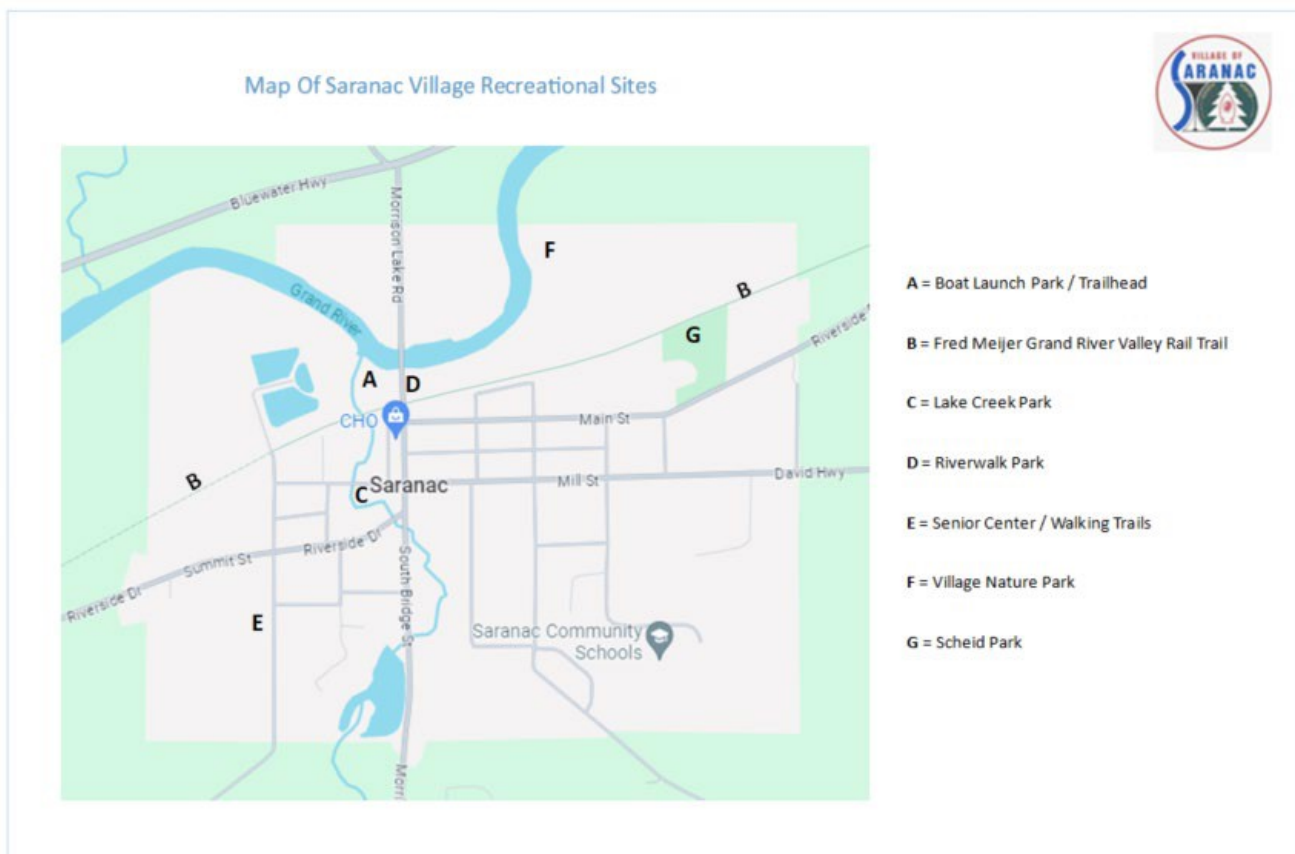 Map Of Saranac Village Recreational Sites
VILLAGE OF
SARANAC
Bluewater Hwy
Morrison Lake Rd
F
Grand River
B
G
Riverside
A
D
CHO
Main St
B
C
Saranac
Mill St
David Hwy
Riverside Dr
Summit St
Riverside Dr
South Bridge St
E
Saranac Community
Schools
Morri
A = Boat Launch Park / Trailhead
B = Fred Meijer Grand River Valley Rail Trail
C = Lake Creek Park
D = Riverwalk Park
E = Senior Center / Walking Trails
F = Village Nature Park
G = Scheid Park